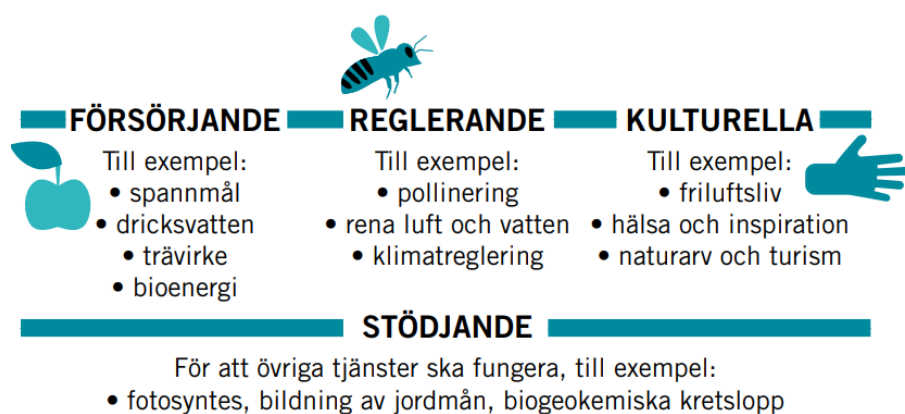 FÖRSÖRJANDE
Till exempel:
• spannmål
• dricksvatten
• trävirke
• bioenergi
REGLERANDE
Till exempel:
• pollinering
• rena luft och vatten
• klimatreglering
KULTURELLA
Till exempel:
• friluftsliv
• hälsa och inspiration
• naturarv och turism
STÖDJANDE
För att övriga tjänster ska fungera, till exempel:
• fotosyntes, bildning av jordmån, biogeokemiska kretslopp